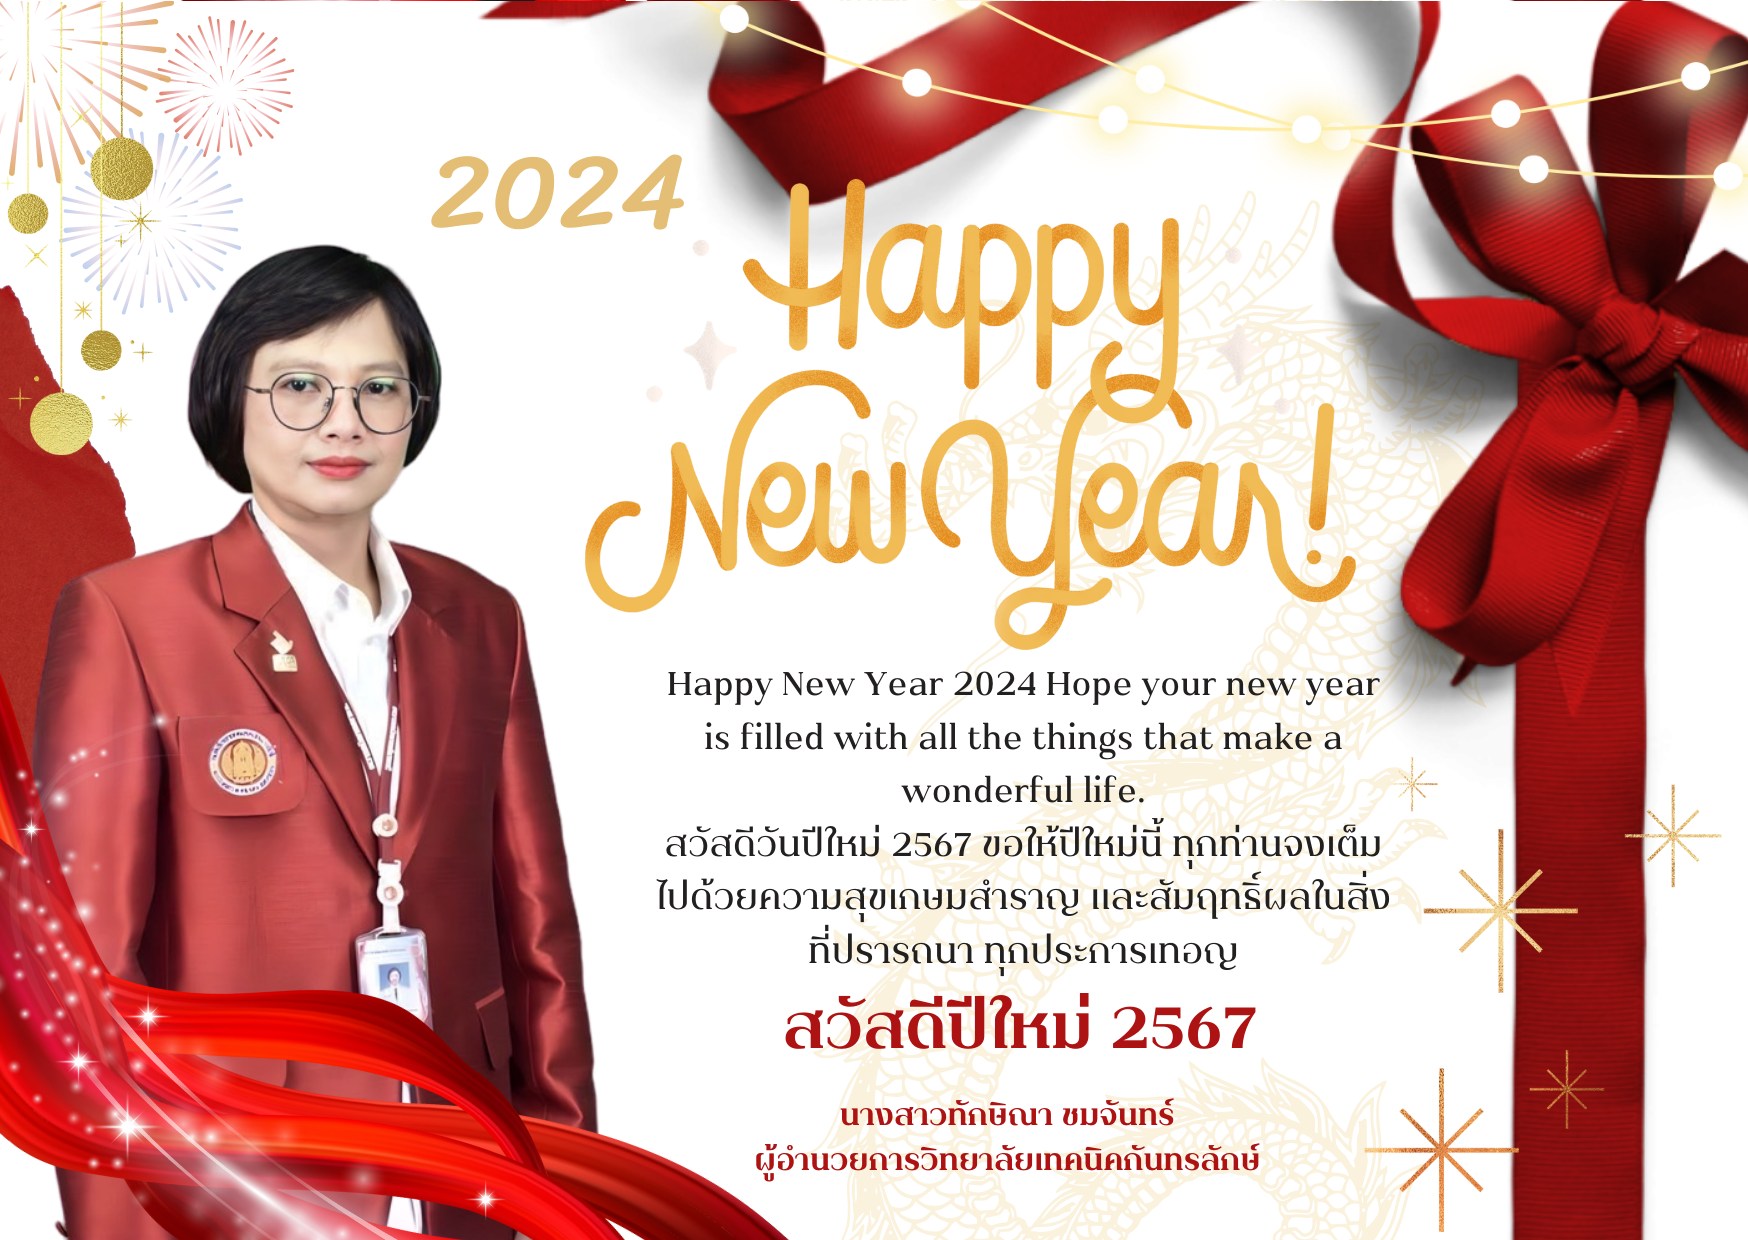 2024
Happy
New Year!
Happy New Year 2024 Hope your new year
is filled with all the things that make a
wonderful life.
สวัสดีวันปีใหม่ 2567 ขอให้ปีใหม่นี้ ทุกท่านจงเต็ม
ไปด้วยความสุขเกษมสำราญ และสัมฤทธิ์ผลในสิ่ง
ที่ปรารถนา ทุกประการเทอญ
สวัสดีปีใหม่ 2567
นางสาวทักษิณา ชมจันทร์
ผู้อำนวยการวิทยาลัยเทคนิคกันทรลักษ์